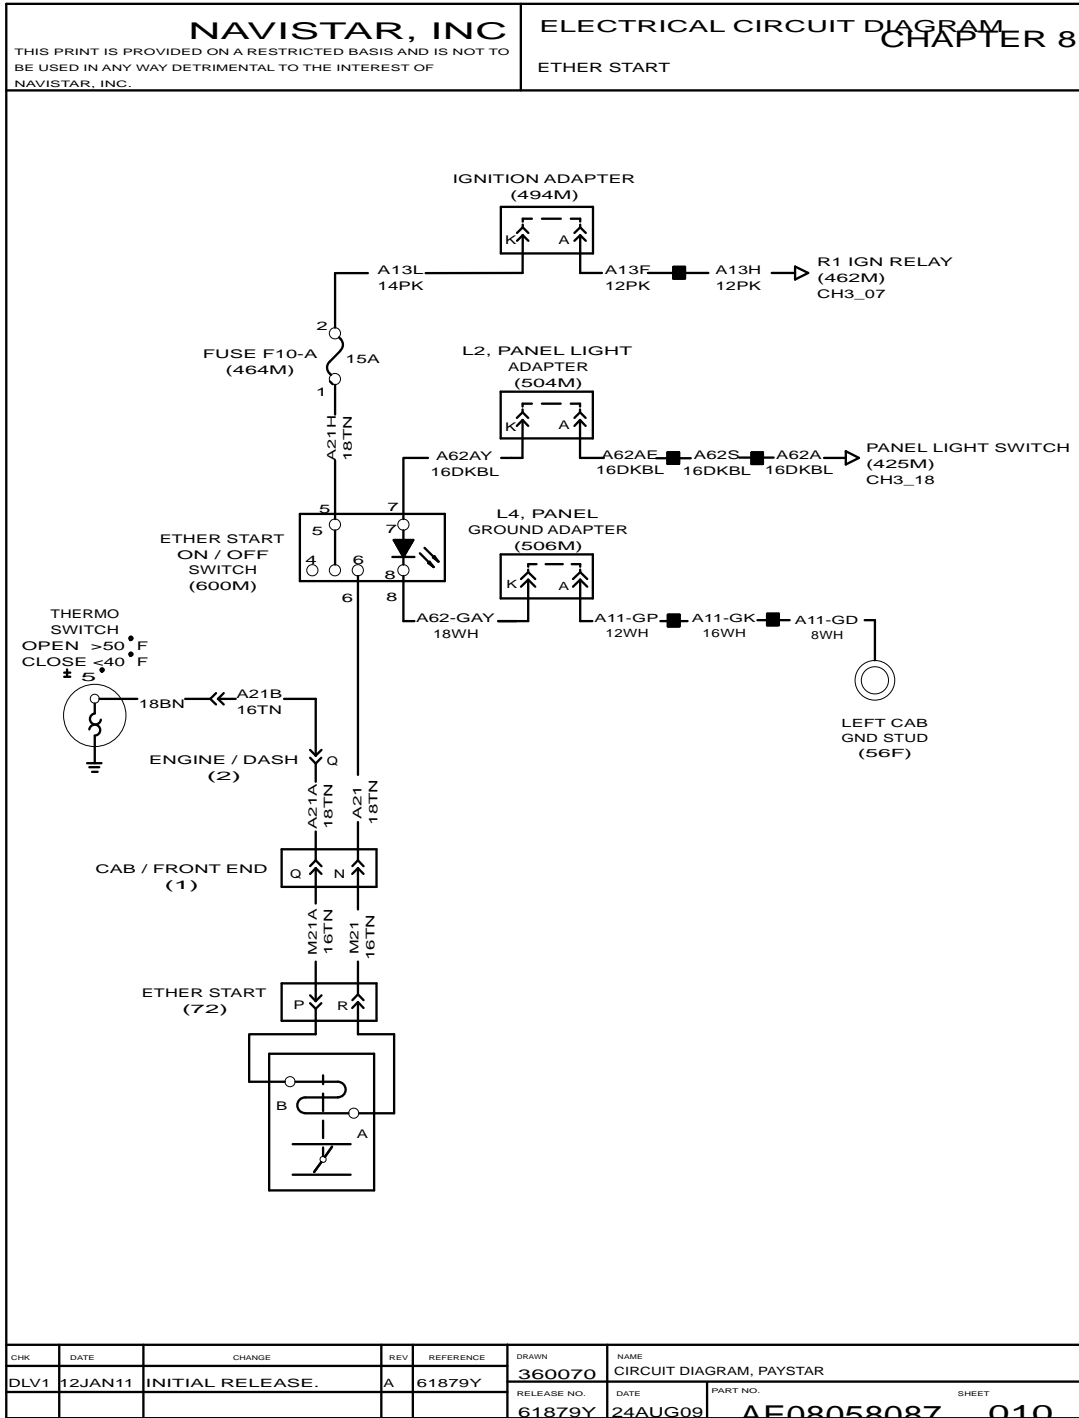 NAVISTAR, INC
THIS PRINT IS PROVIDED ON A RESTRICTED BASIS AND IS NOT TO
BE USED IN ANY WAY DETRIMENTAL TO THE INTEREST OF
NAVISTAR, INC.
ELECTRICAL CIRCUIT DIAGRAM
CHAPTER 8
ETHER START
IGNITION ADAPTER
(494M)
K A
A13L
14PK
A13F
12PK
A13H
12PK
R1 IGN RELAY
(462M)
CH3_07
2
FUSE F10-A
(464M)
15A
1
A21H
18TN
L2, PANEL LIGHT
ADAPTER
(504M)
K A
A62AY
16DKBL
A62AE
16DKBL
A62S
16DKBL
A62A
16DKBL
PANEL LIGHT SWITCH
(425M)
CH3_18
5 7
5 7
4 6 8
6 8
ETHER START
ON / OFF
SWITCH
(600M)
L4, PANEL
GROUND ADAPTER
(506M)
K A
A62-GAY
18WH
A11-GP
12WH
A11-GK
16WH
A11-GD
8WH
LEFT CAB
GND STUD
(56F)
THERMO
SWITCH
OPEN >50°F
CLOSE <40°F
± 5°
18BN
A21B
16TN
ENGINE / DASH
(2)
Q
A21A
18TN
A21
18TN
CAB / FRONT END
(1)
Q N
M21A
16TN
M21
16TN
ETHER START
(72)
P R
B
A
CHK DATE CHANGE REV REFERENCE
DLV1 12JAN11 INITIAL RELEASE. A 61879Y
DRAWN
360070
NAME
CIRCUIT DIAGRAM, PAYSTAR
RELEASE NO.
61879Y
DATE
24AUG09
PART NO.
AE08058087
SHEET
010